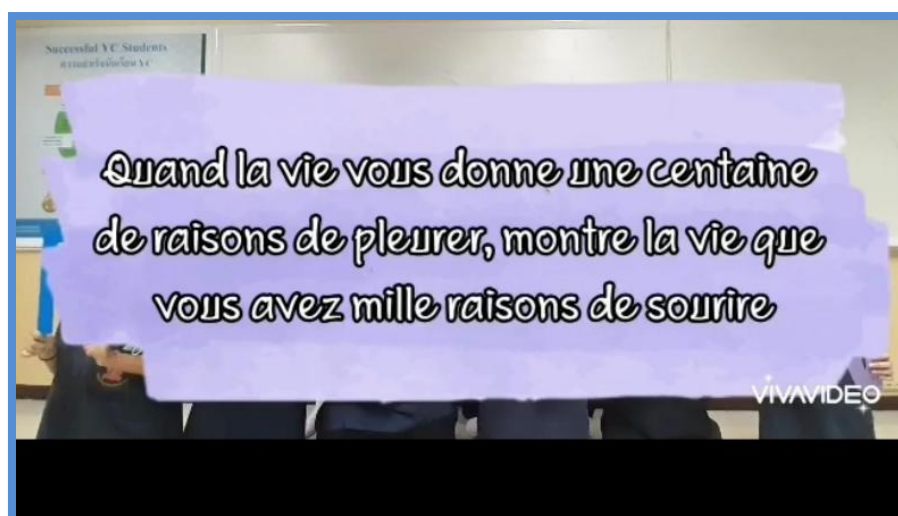 Successful YC Students
Quand la vie vous donne une centaine
de raisons de pleurer, montre la vie que
vous avez mille raisons de sourire
VIVAVIDEO